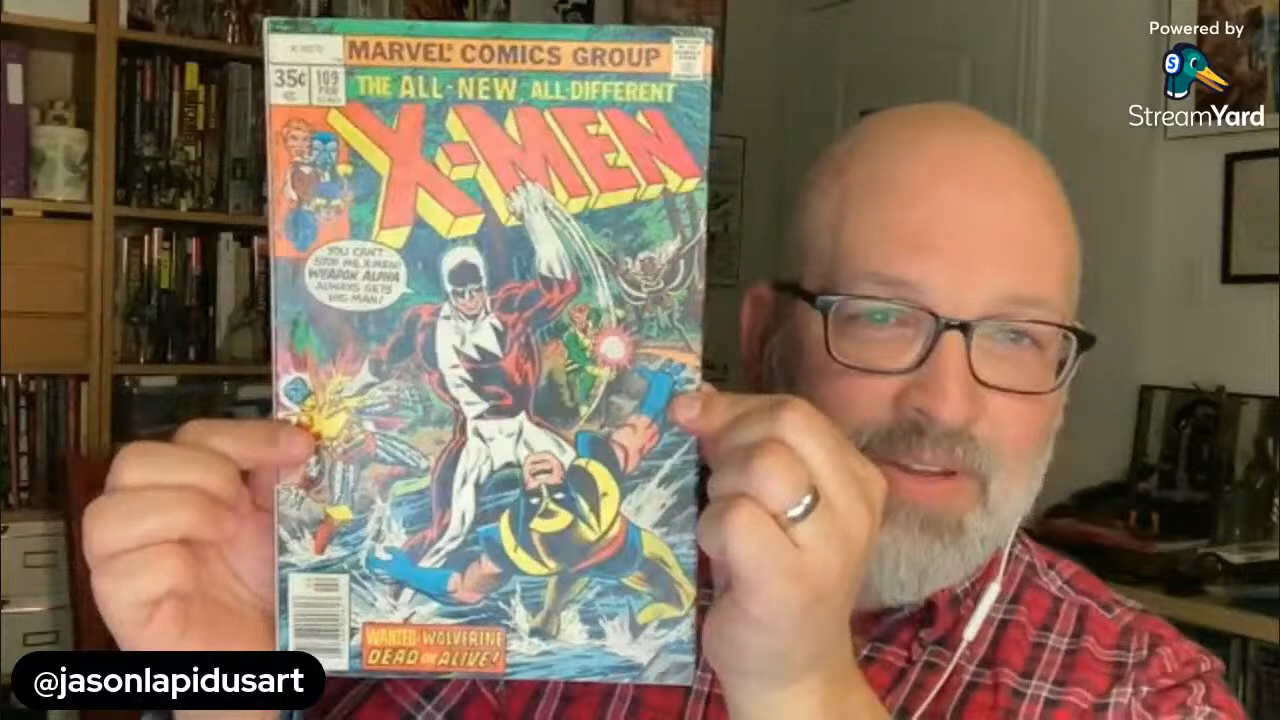 Powered by
S
StreamYard
MARVEL® COMICS GROUP
35¢
109
FEB
THE ALL-NEW, ALL-DIFFERENT
X-MEN
YOU CAN'T
STOP ME, X-MEN!
WEAPON ALPHA
ALWAYS GETS
HIS MAN!
WANTED: WOLVERINE
DEAD OR ALIVE!
@jasonlapidusart